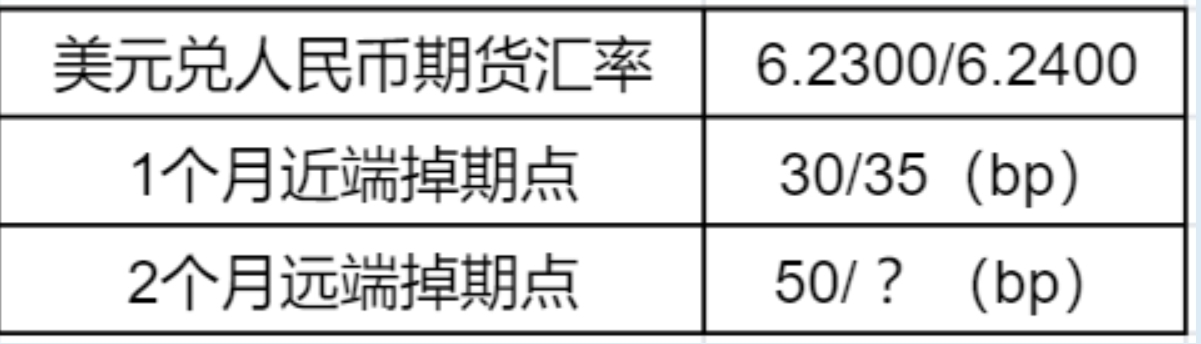 美元兑人民币期货汇率 6.2300/6.2400
1个月近端掉期点 30/35（bp）
2个月远端掉期点 50/？（bp）